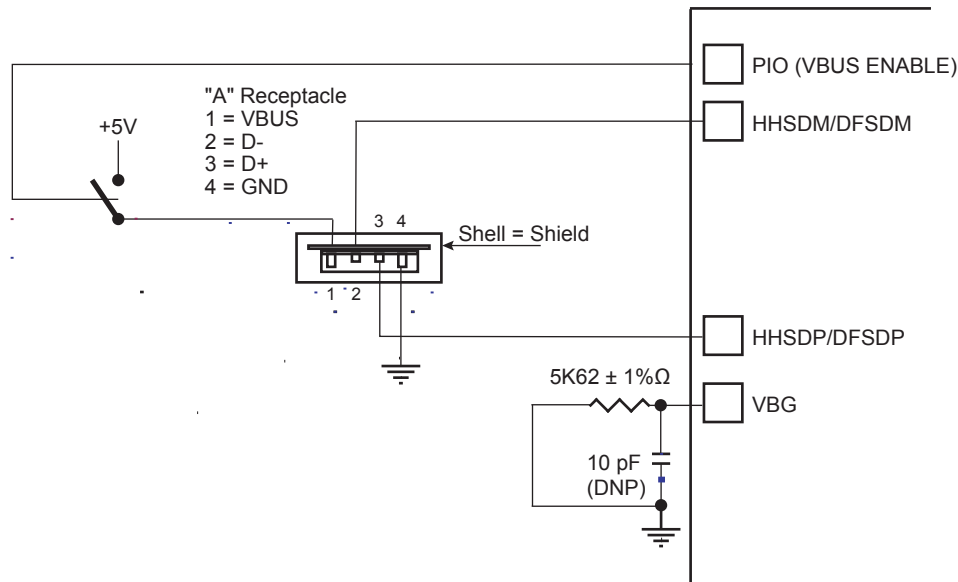 PIO (VBUS ENABLE)
"A" Receptacle
1 = VBUS
2 = D-
3 = D+
4 = GND
+5V
HHSDM/DFSDM
3 4
Shell = Shield
1 2
HHSDP/DFSDP
5K62 ± 1%Ω
VBG
10 pF
(DNP)